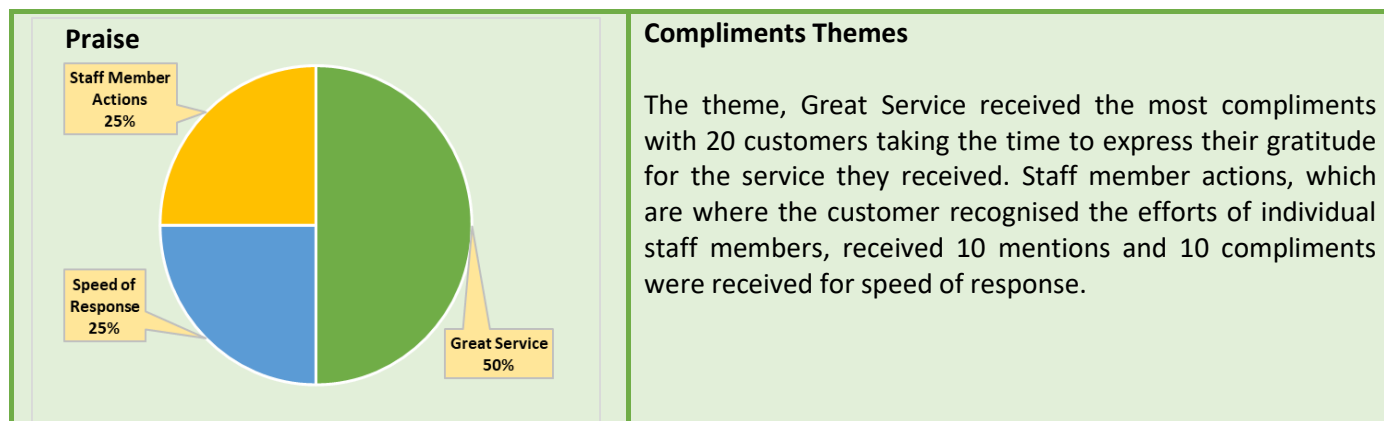 Praise
Staff Member
Actions
25%
Speed of
Response
25%
Great Service
50%
Compliments Themes
The theme, Great Service received the most compliments
with 20 customers taking the time to express their gratitude
for the service they received. Staff member actions, which
are where the customer recognised the efforts of individual
staff members, received 10 mentions and 10 compliments
were received for speed of response.